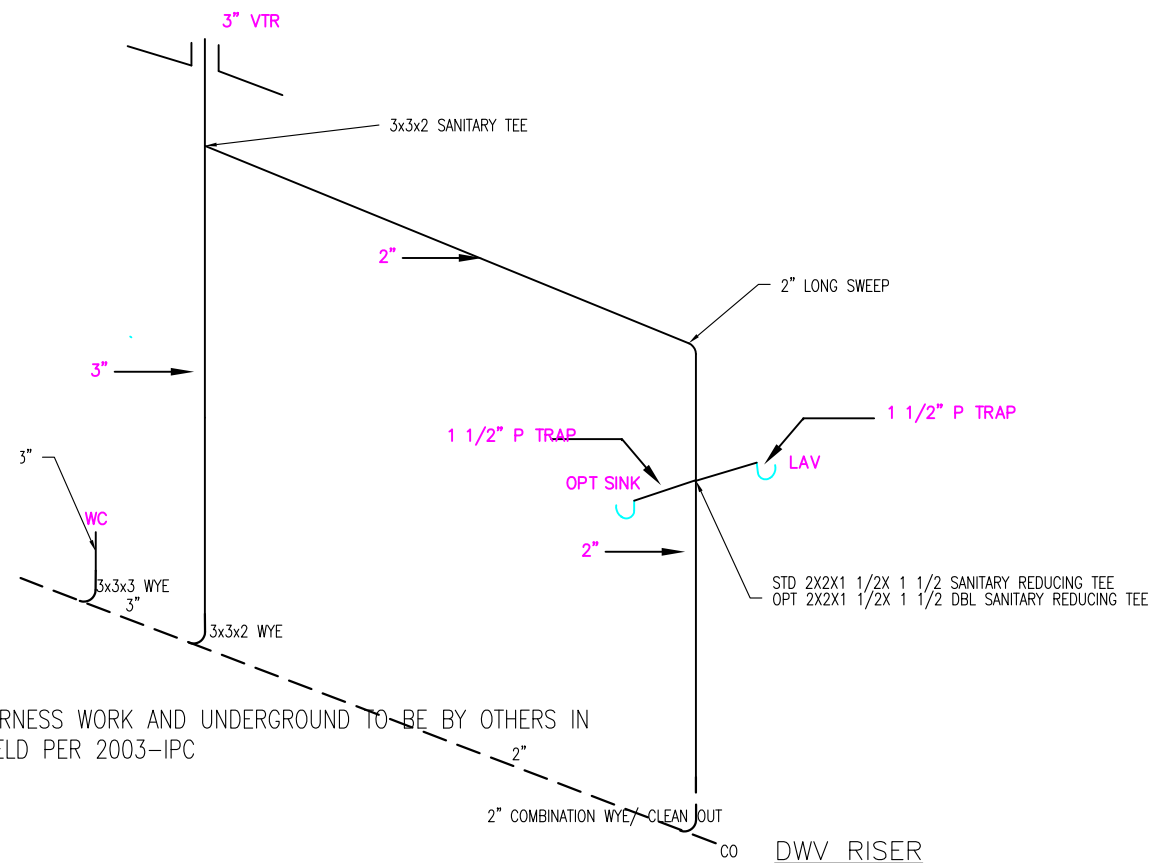 3" VTR
3x3x2 SANITARY TEE
2"
2" LONG SWEEP
3"
1 1/2" P TRAP
1 1/2" P TRAP
3"
LAV
OPT SINK
WC
2"
3x3x3 WYE
3"
STD 2X2X1 1/2X 1 1/2 SANITARY REDUCING TEE
OPT 2X2X1 1/2X 1 1/2 DBL SANITARY REDUCING TEE
3x3x2 WYE
WORK AND UNDERGROUND TO BE BY OTHERS IN
PER 2003-IPC
2"
2" COMBINATION WYE/ CLEAN OUT
CO
DWV RISER